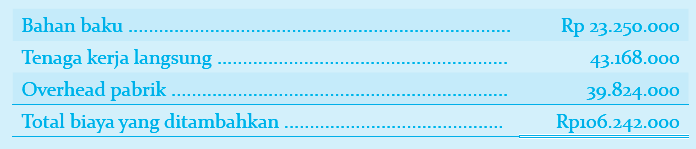 Bahan baku ........................................................................... Rp 23.250.000
Tenaga kerja langsung ......................................................... 43.168.000
Overhead pabrik .................................................................. 39.824.000
Total biaya yang ditambahkan ........................................... Rp106.242.000